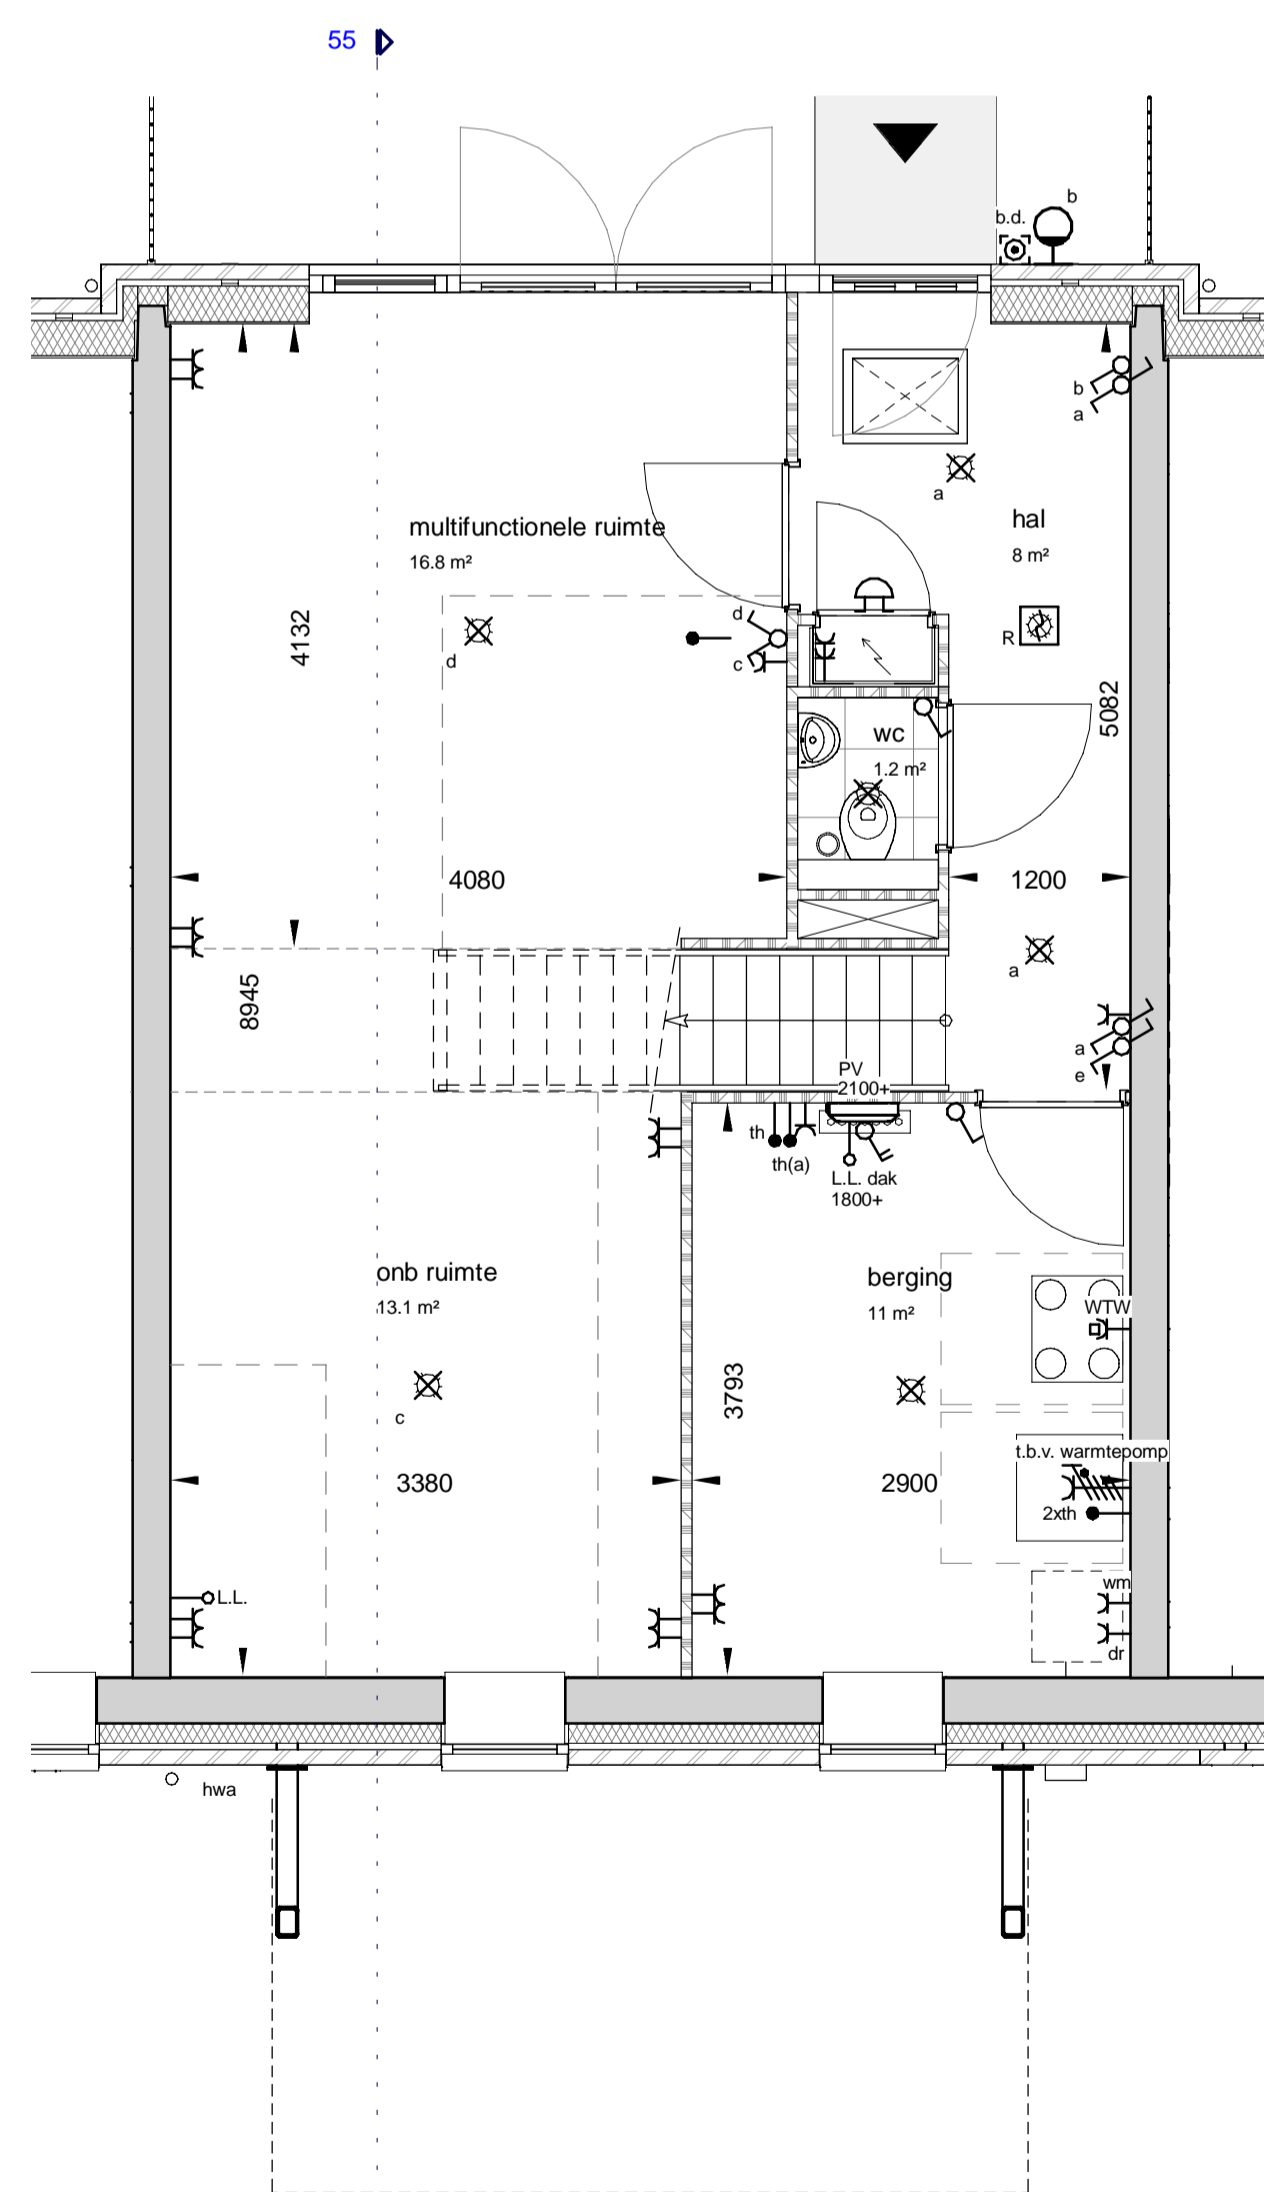 55
b
b.d.
b
a
a
multifunctionele ruimte
16.8 m²
hal
8 m²
4132
d
d
c
R
5082
wc
1.2 m²
4080
1200
a
8945
a
e
PV
2100+
th
th(a)
L.L. dak
1800+
onb ruimte
13.1 m²
berging
11 m²
WTW
3793
c
t.b.v. warmtepomp
3380
2900
2xth
L.L.
wm
dr
hwa